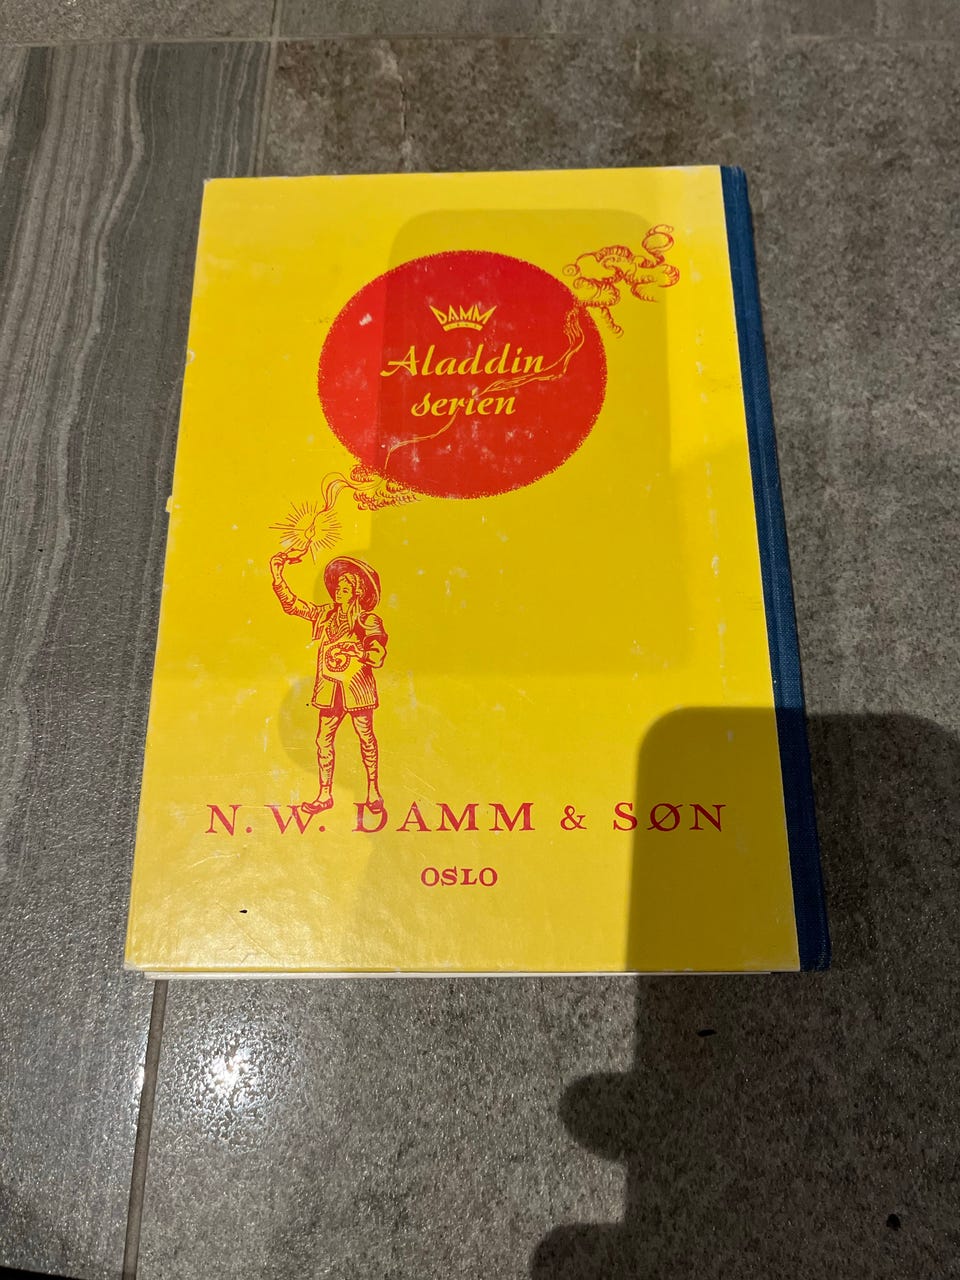 DAMM
Aladdin
serien
N. W. DAMM & SØN
OSLO